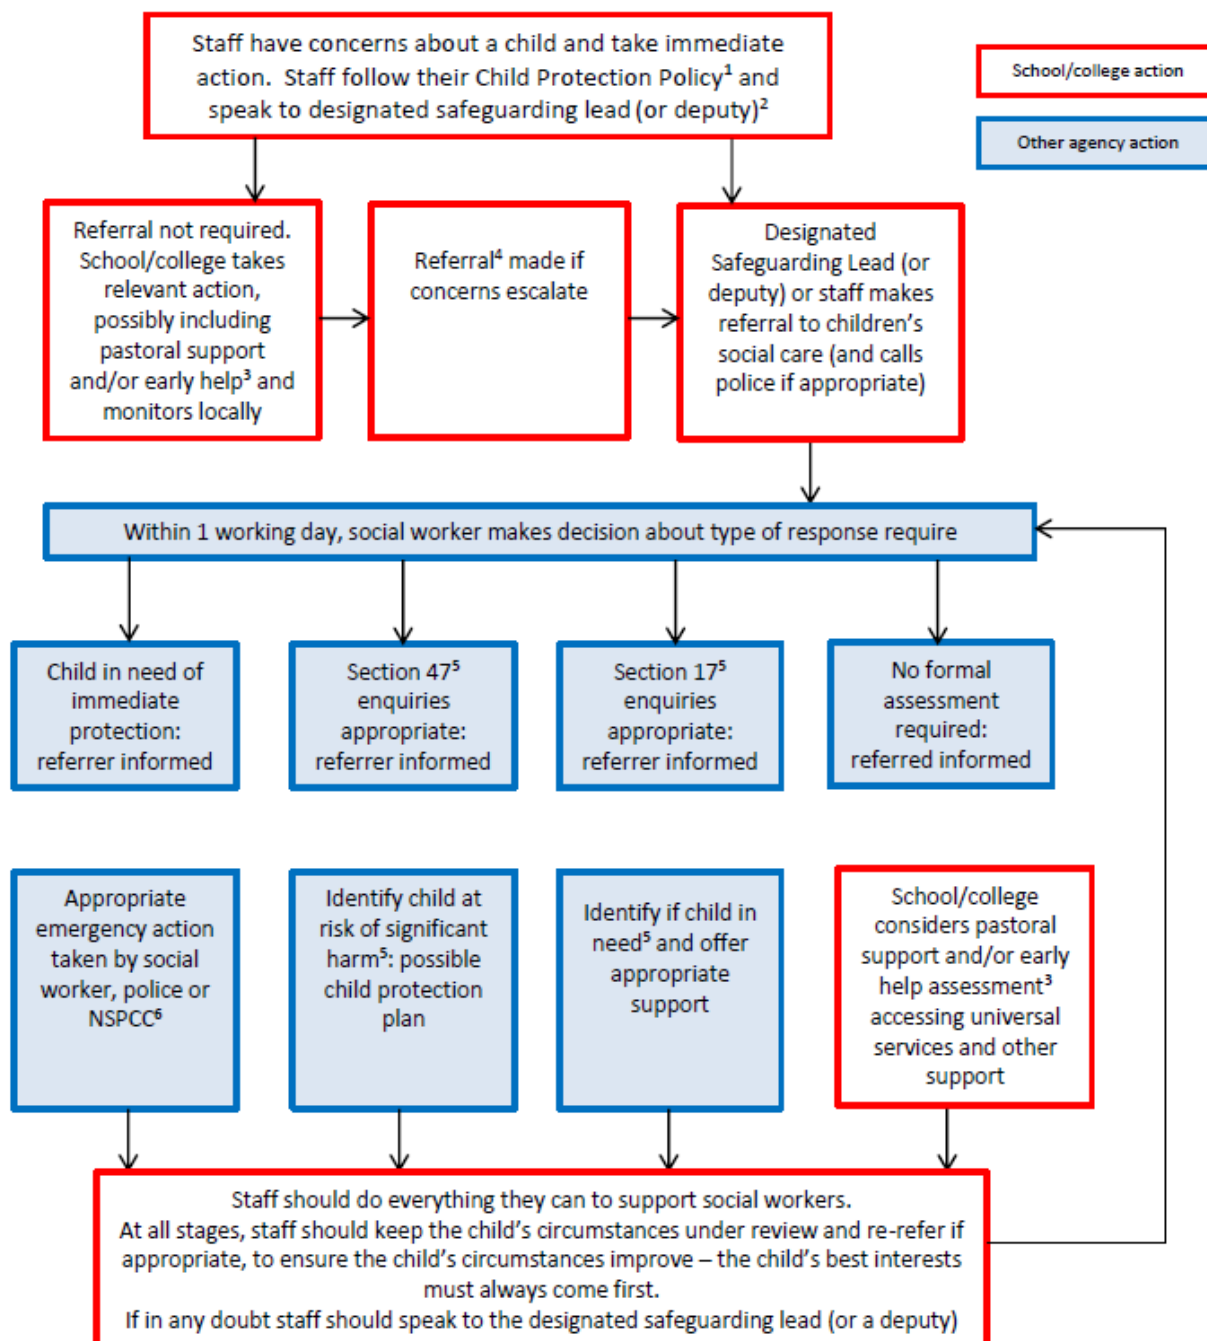 Staff have concerns about a child and take immediate
action.  Staff follow their Child Protection Policy¹ and
speak to designated safeguarding lead (or deputy)²
School/college action
Other agency action
Referral not required.
School/college takes
relevant action,
possibly including
pastoral support
and/or early help³ and
monitors locally
Referral⁴ made if
concerns escalate
Designated
Safeguarding Lead (or
deputy) or staff makes
referral to children’s
social care (and calls
police if appropriate)
Within 1 working day, social worker makes decision about type of response require
Child in need of
immediate
protection:
referrer informed
Section 47⁵
enquiries
appropriate:
referrer informed
Section 17⁵
enquiries
appropriate:
referrer informed
No formal
assessment
required:
referred informed
Appropriate
emergency action
taken by social
worker, police or
NSPCC⁶
Identify child at
risk of significant
harm⁵: possible
child protection
plan
Identify if child in
need⁵ and offer
appropriate
support
School/college
considers pastoral
support and/or early
help assessment³
accessing universal
services and other
support
Staff should do everything they can to support social workers.
At all stages, staff should keep the child’s circumstances under review and re-refer if
appropriate, to ensure the child’s circumstances improve – the child’s best interests
must always come first.
If in any doubt staff should speak to the designated safeguarding lead (or a deputy)